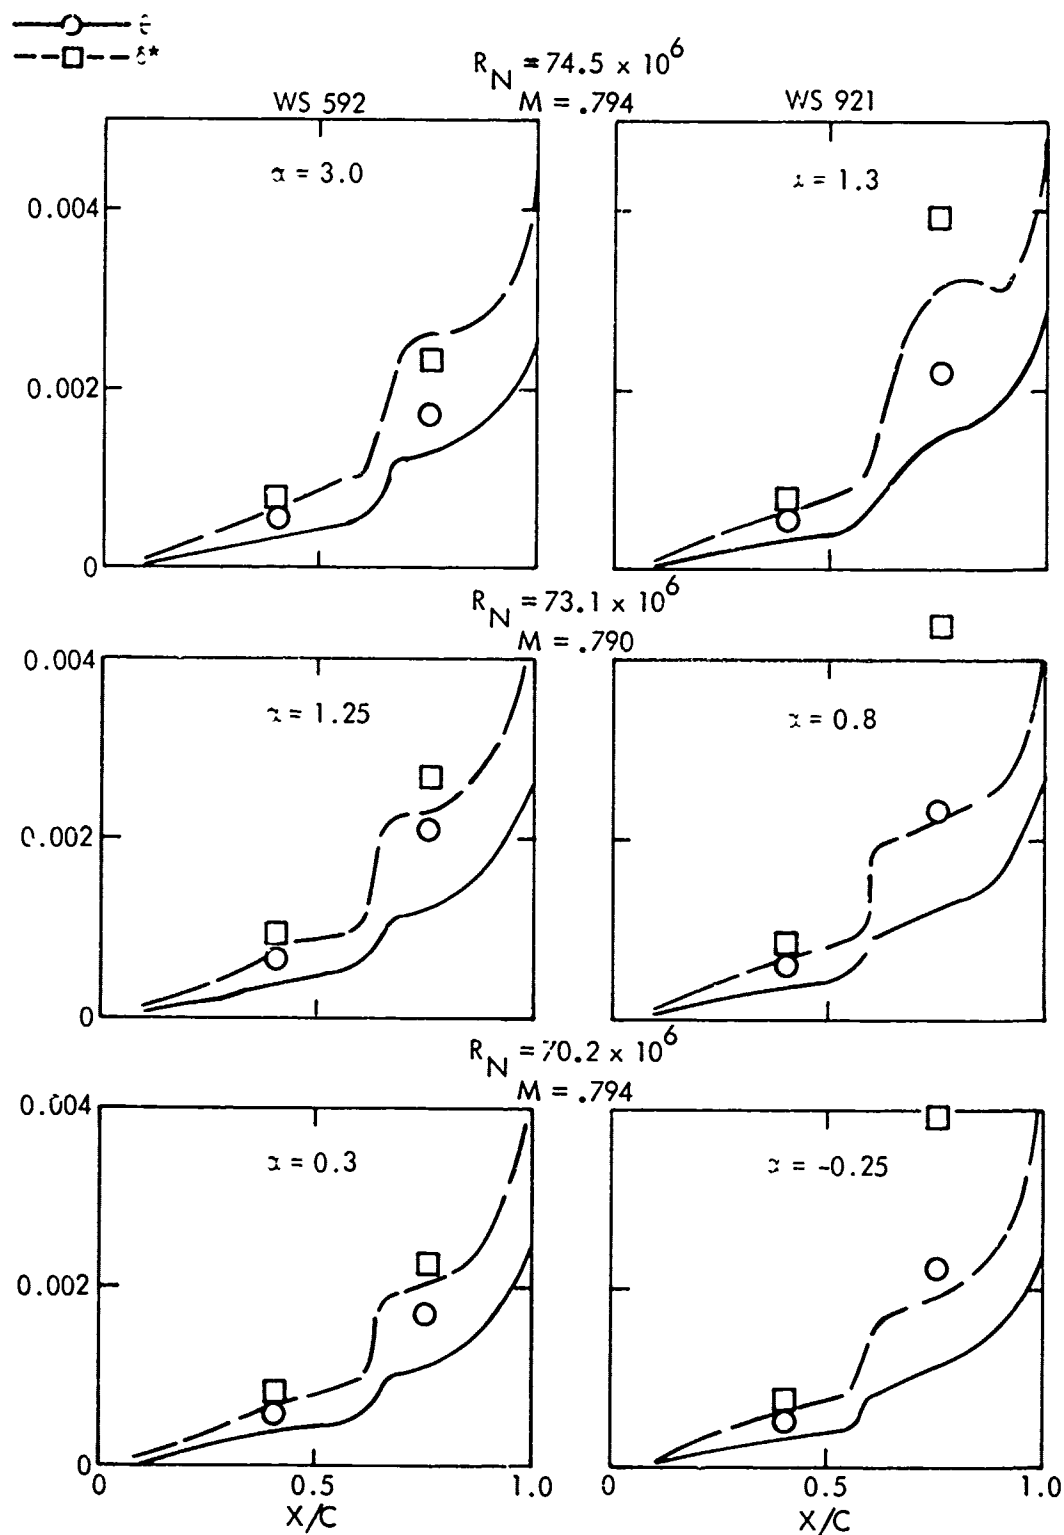 δ*
R_N = 74.5 x 10^6
M = .794
WS 592
WS 921
α = 3.0
α = 1.3
0.004
0.002
0
R_N = 73.1 x 10^6
M = .790
α = 1.25
α = 0.8
0.004
0.002
0
R_N = 70.2 x 10^6
M = .794
α = 0.3
α = -0.25
0.004
0.002
0
0 0.5 1.0
X/C
0 0.5 1.0
X/C